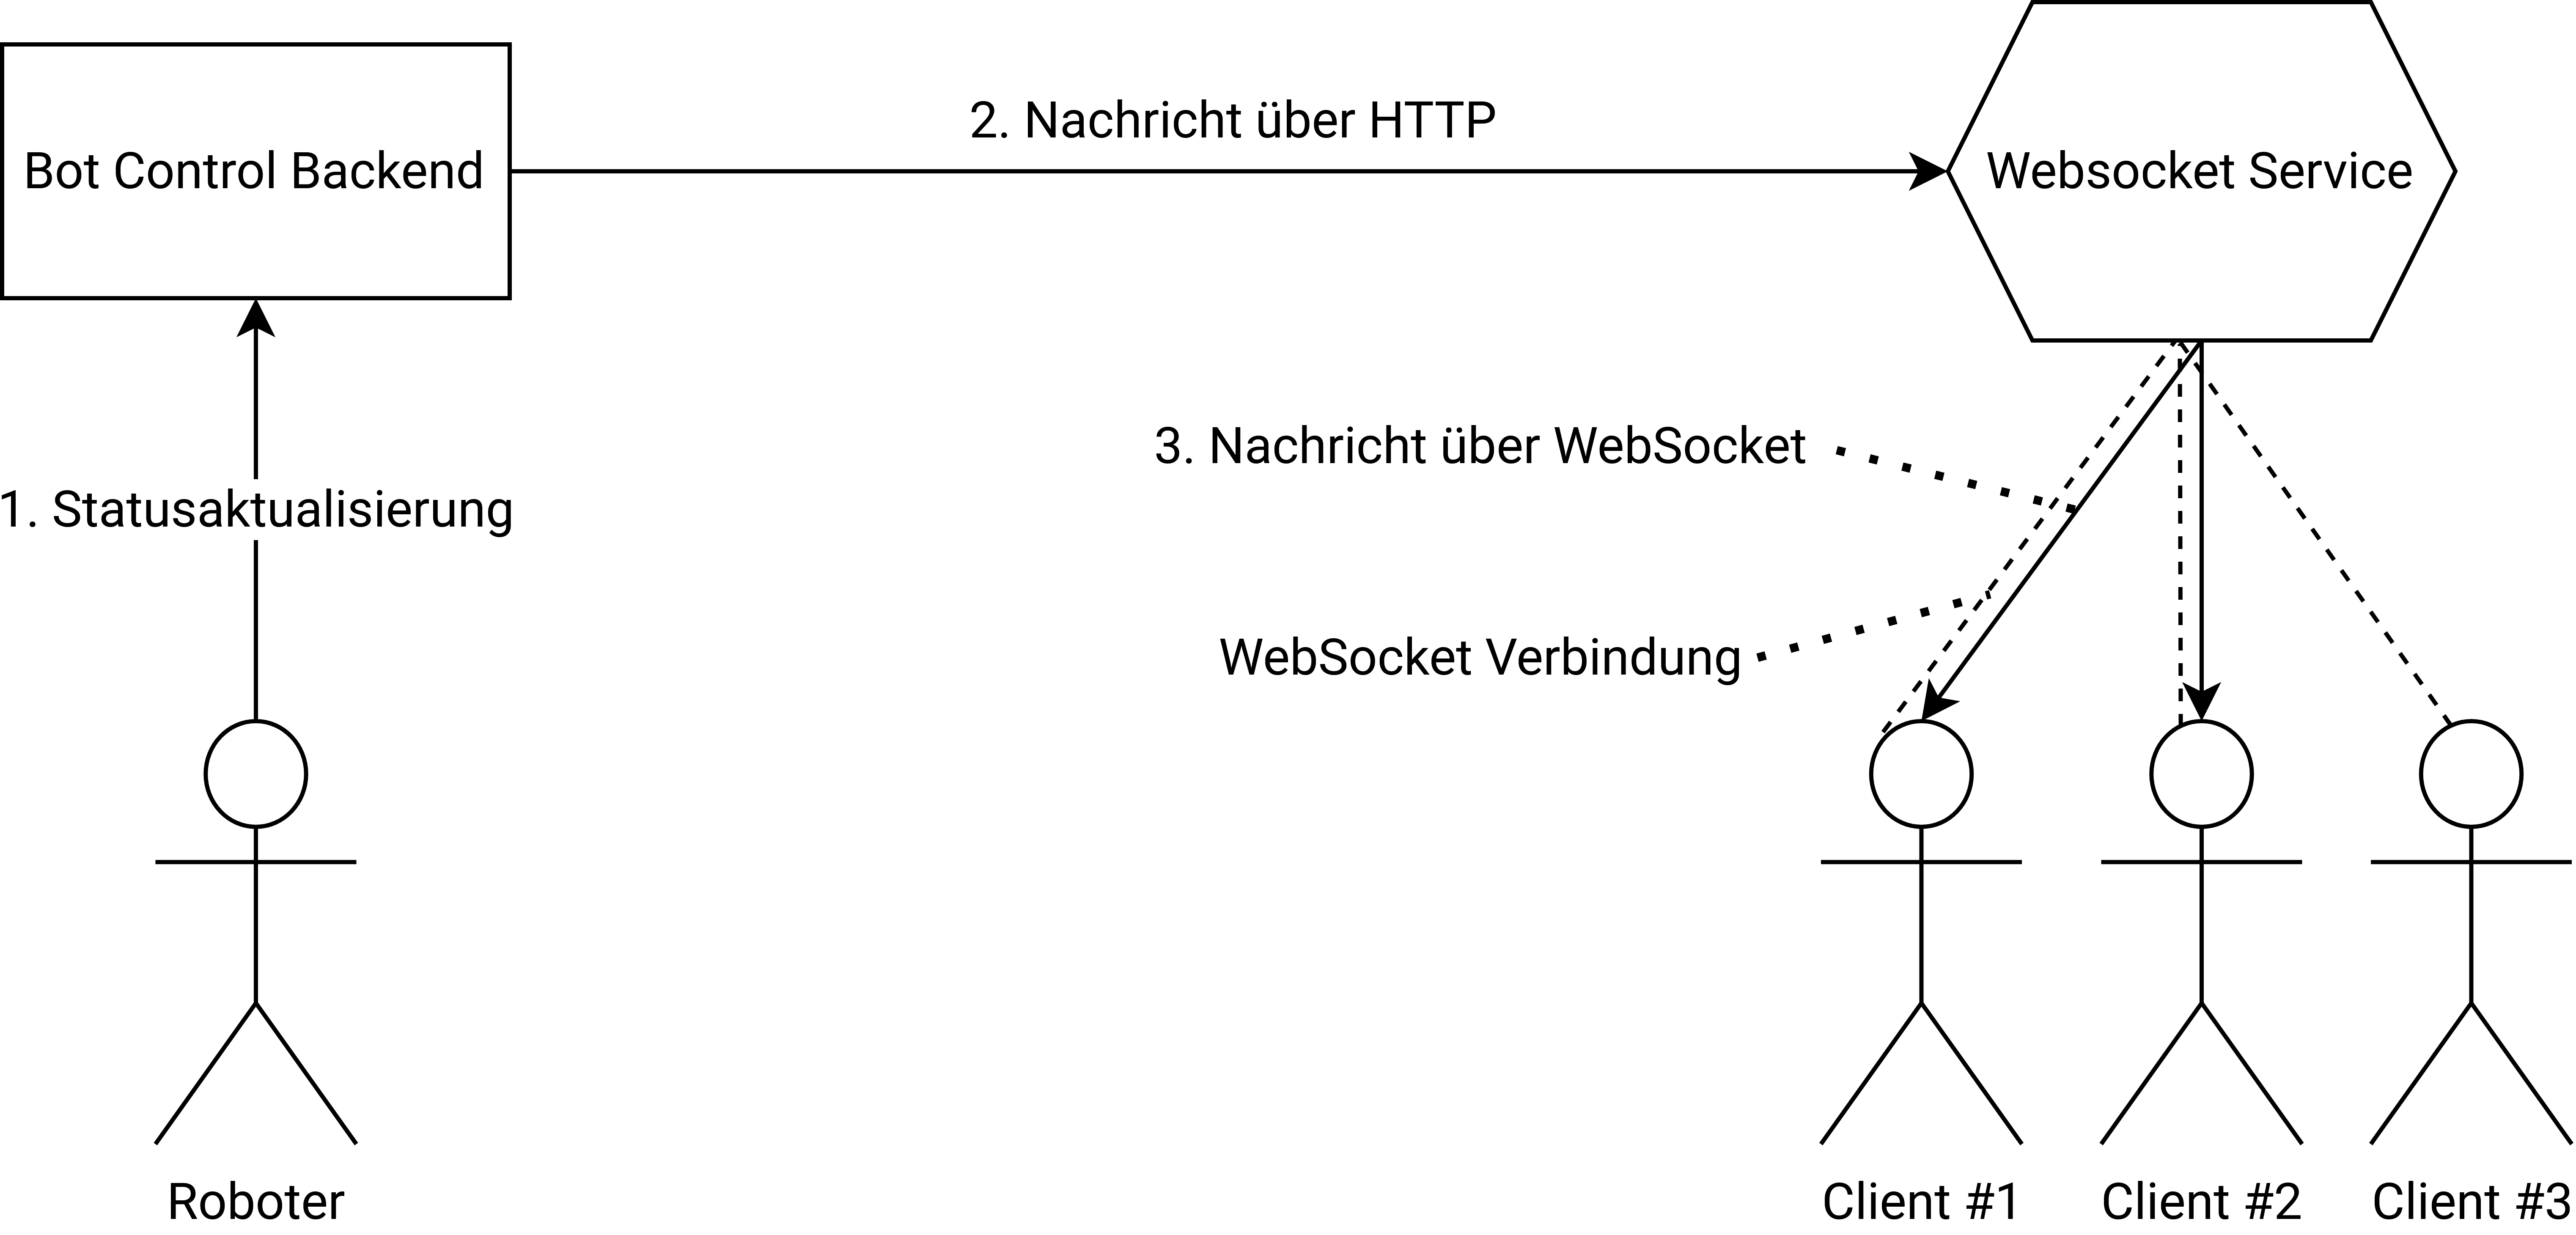 Bot Control Backend
2. Nachricht über HTTP
Websocket Service
1. Statusaktualisierung
3. Nachricht über WebSocket
WebSocket Verbindung
Roboter
Client #1
Client #2
Client #3